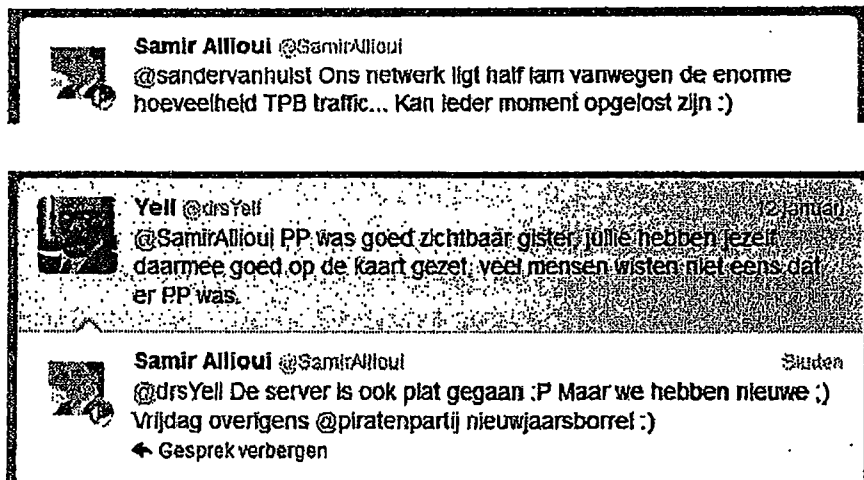 Samir Allioui @SamirAllioui
@sandervanhulst Ons netwerk ligt half lam vanwegen de enorme
hoeveelheid TPB traffic... Kan ieder moment opgelost zijn :)
Yell @drsYell 12 januari
@SamirAllioui PP was goed zichtbaar gister, jullie hebben jezelf
daarmee goed op de kaart gezet, veel mensen wisten niet eens dat
er PP was.
Samir Allioui @SamirAllioui Sluiten
@drsYell De server is ook plat gegaan :P Maar we hebben nieuwe ;)
Vrijdag overigens @piratenpartij nieuwjaarsborrel :)
Gesprek verbergen